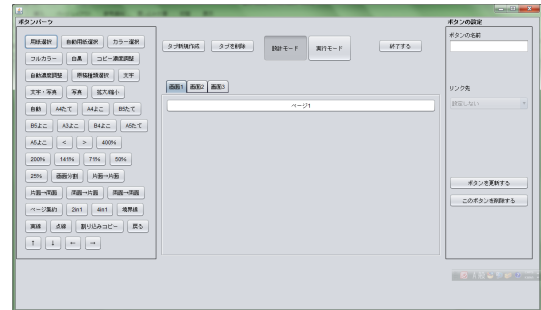 ボタンパーツ
用紙選択 自動用紙選択 カラー選択
フルカラー 白黒 コピー濃度調整
自動濃度調整 原稿種類選択 文字
文字・写真 写真 拡大縮小
自動 A4たて A4よこ B5たて
B5よこ A3よこ B4よこ A5たて
A5よこ < > 400%
200% 141% 71% 50%
25% 画面分割 片面→片面
片面→両面 両面→片面 両面→両面
ページ集約 2in1 4in1 境界線
実線 点線 割り込みコピー 戻る
↑ ↓ ← →
タブ新規作成 タブを削除 設計モード 実行モード 終了する
画面1 画面2 画面3
ページ1
ボタンの設定
ボタンの名前
リンク先
設定しない
ボタンを更新する
このボタンを削除する